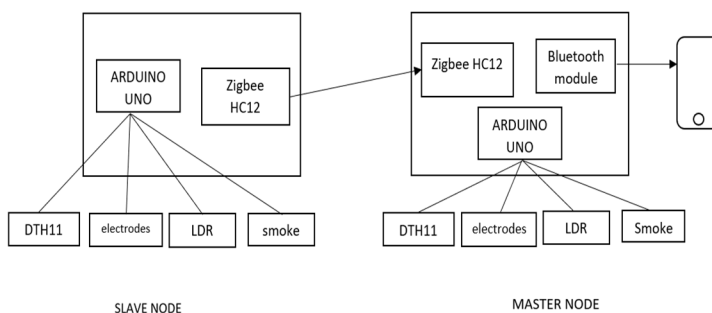 ARDUINO
UNO
Zigbee
HC12
DTH11
electrodes
LDR
smoke
SLAVE NODE
Zigbee HC12
Bluetooth
module
ARDUINO
UNO
DTH11
electrodes
LDR
Smoke
MASTER NODE